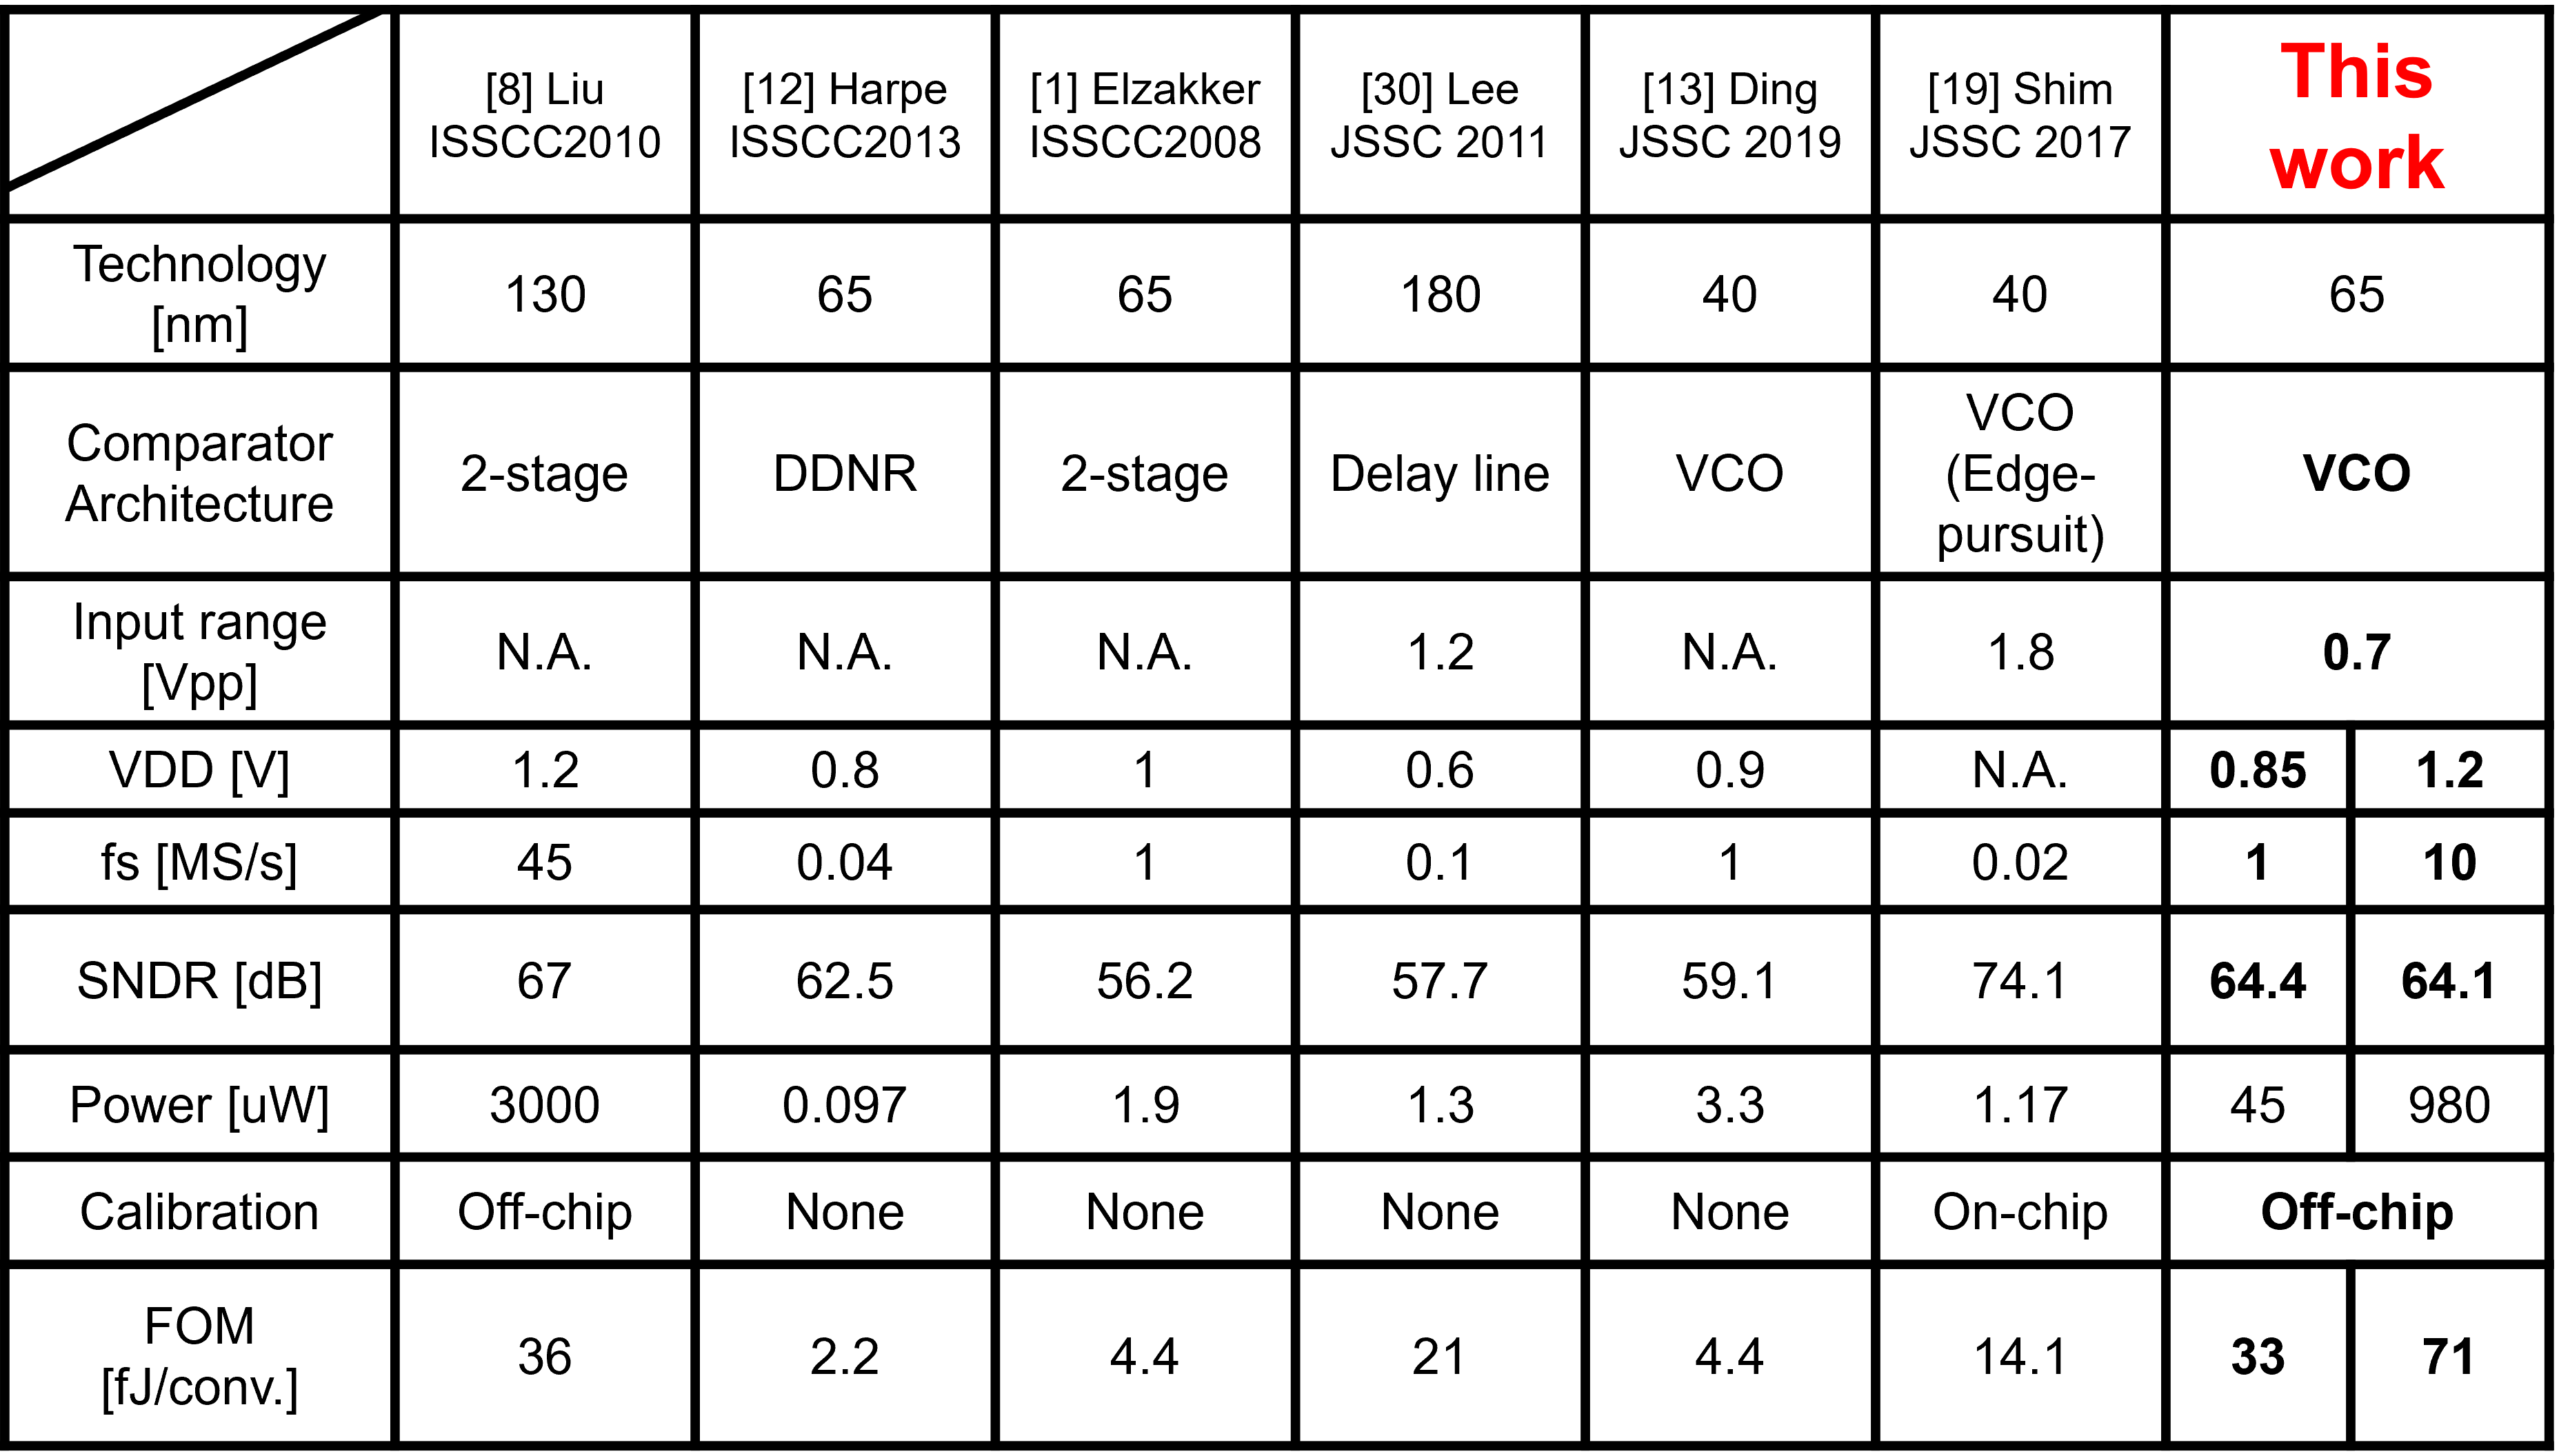 [8] Liu
ISSCC2010
[12] Harpe
ISSCC2013
[1] Elzakker
ISSCC2008
[30] Lee
JSSC 2011
[13] Ding
JSSC 2019
[19] Shim
JSSC 2017
This
work
Technology
[nm]
130
65
65
180
40
40
65
Comparator
Architecture
2-stage
DDNR
2-stage
Delay line
VCO
VCO
(Edge-
pursuit)
VCO
Input range
[Vpp]
N.A.
N.A.
N.A.
1.2
N.A.
1.8
0.7
VDD [V]
1.2
0.8
1
0.6
0.9
N.A.
0.85
1.2
fs [MS/s]
45
0.04
1
0.1
1
0.02
1
10
SNDR [dB]
67
62.5
56.2
57.7
59.1
74.1
64.4
64.1
Power [uW]
3000
0.097
1.9
1.3
3.3
1.17
45
980
Calibration
Off-chip
None
None
None
None
On-chip
Off-chip
FOM
[fJ/conv.]
36
2.2
4.4
21
4.4
14.1
33
71